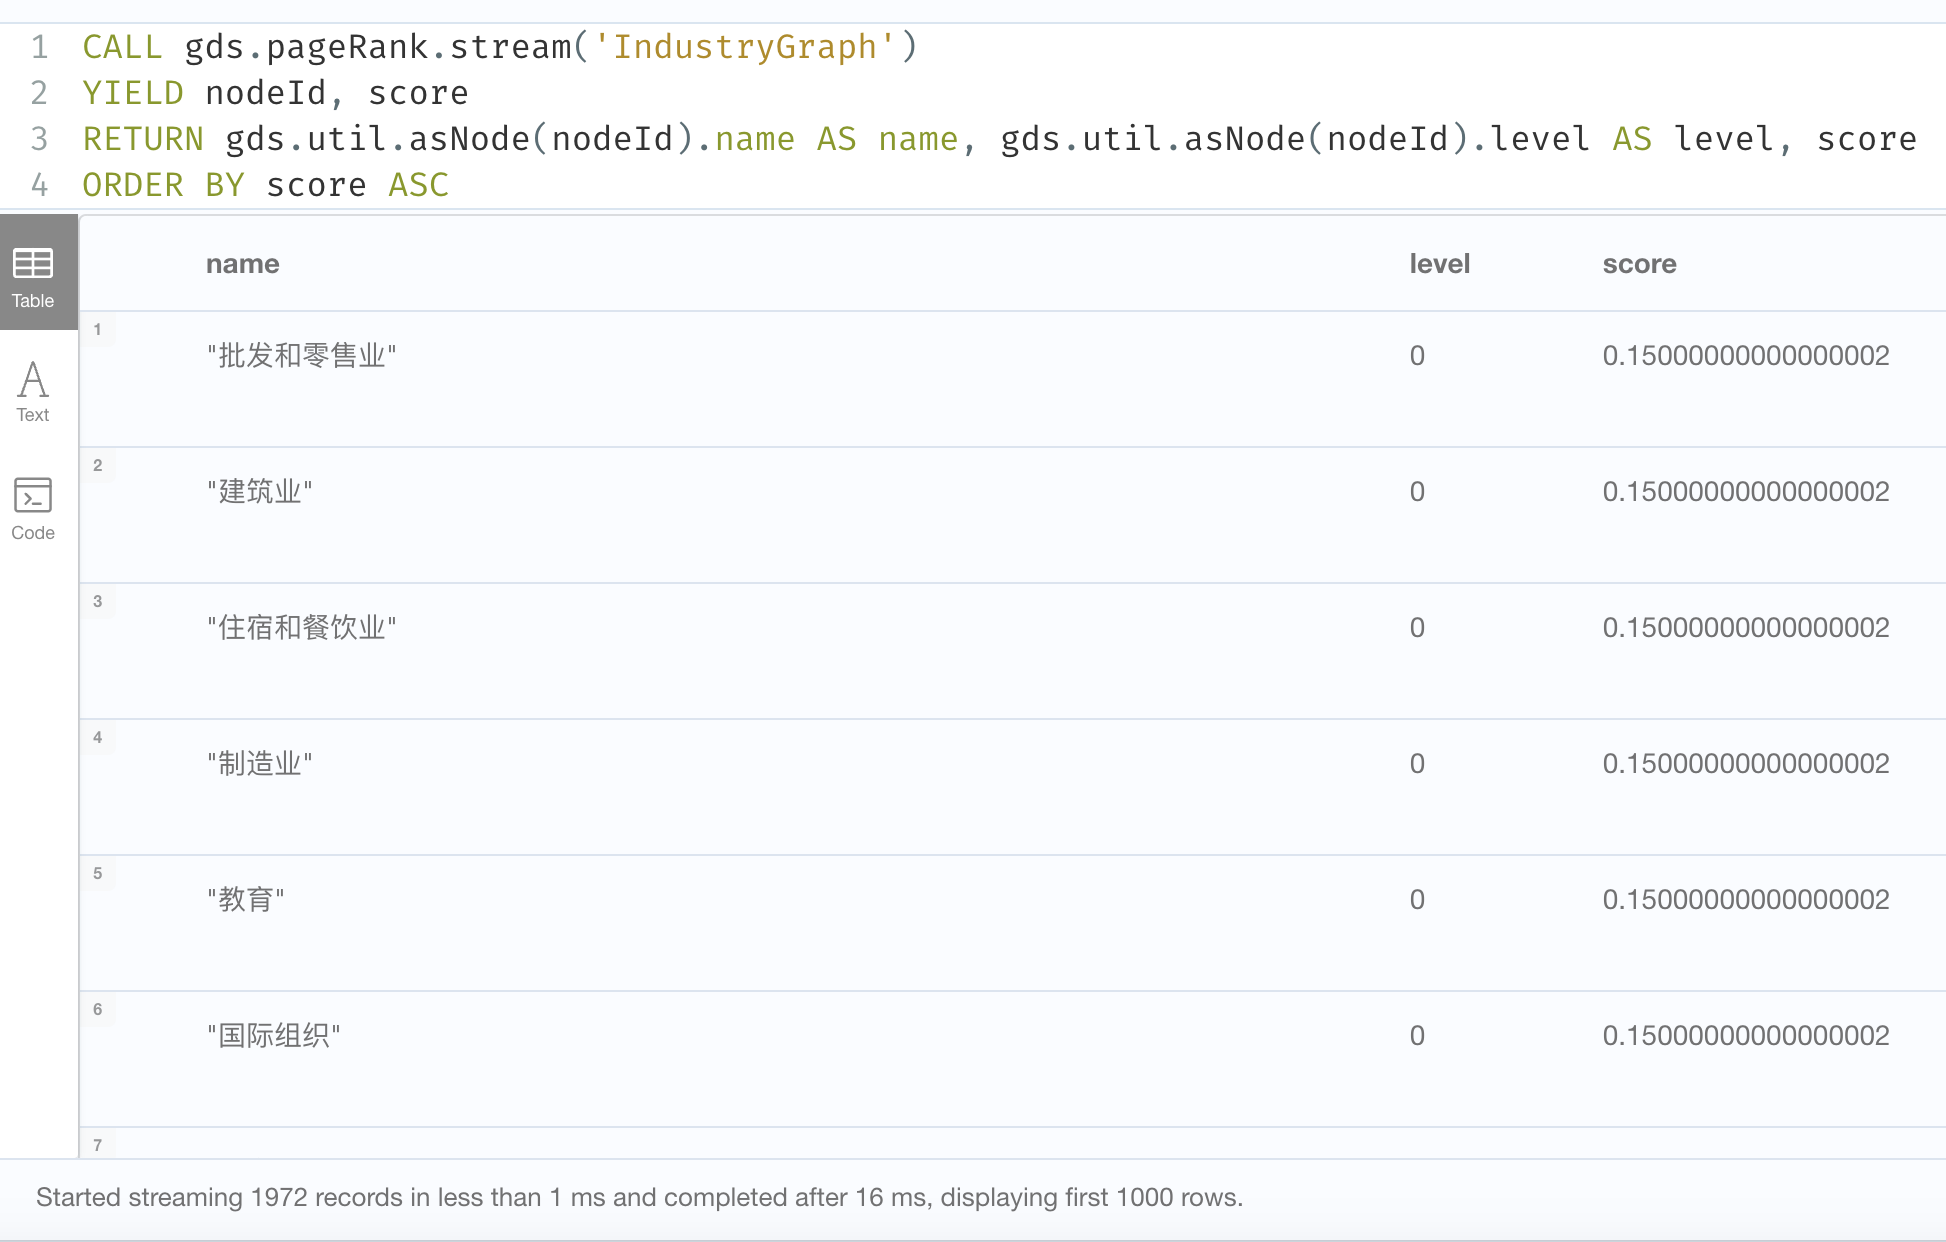 1 CALL gds.pageRank.stream('IndustryGraph')
2 YIELD nodeId, score
3 RETURN gds.util.asNode(nodeId).name AS name, gds.util.asNode(nodeId).level AS level, score
4 ORDER BY score ASC
Table
Text
Code
name level score
1 "批发和零售业" 0 0.15000000000000002
2 "建筑业" 0 0.15000000000000002
3 "住宿和餐饮业" 0 0.15000000000000002
4 "制造业" 0 0.15000000000000002
5 "教育" 0 0.15000000000000002
6 "国际组织" 0 0.15000000000000002
7
Started streaming 1972 records in less than 1 ms and completed after 16 ms, displaying first 1000 rows.